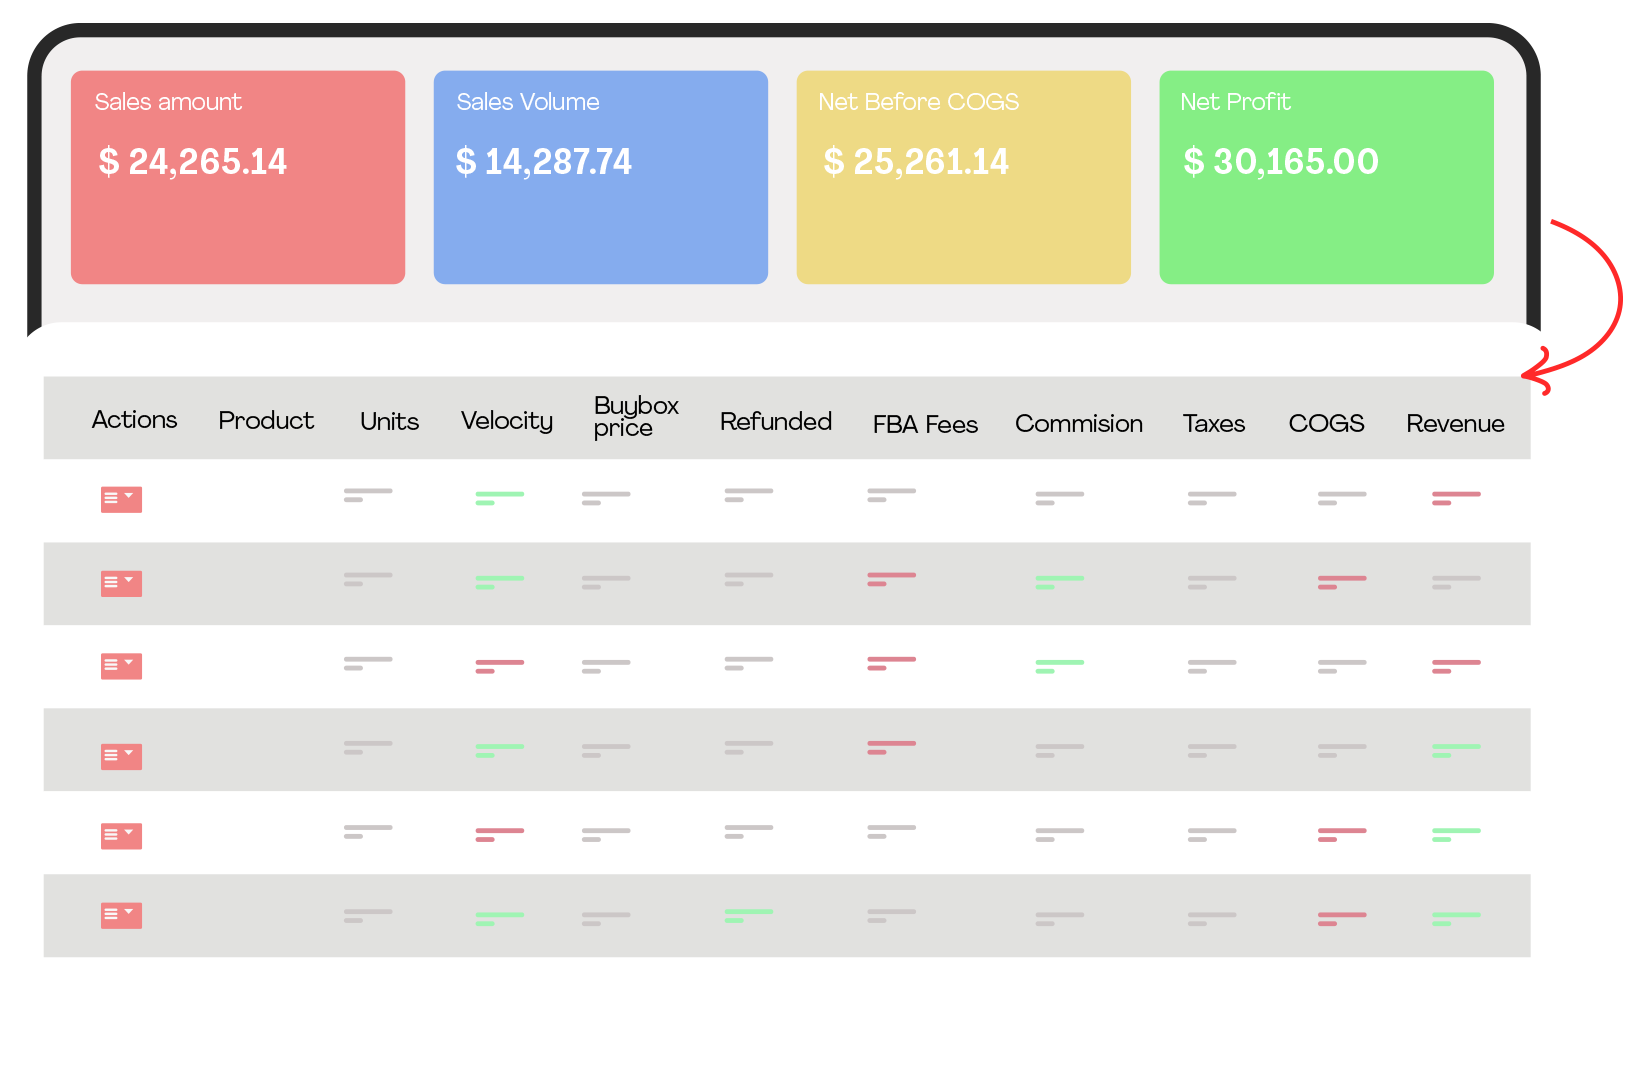 Sales amount
$ 24,265.14
Sales Volume
$ 14,287.74
Net Before COGS
$ 25,261.14
Net Profit
$ 30,165.00
Actions
Product
Units
Velocity
Buybox
price
Refunded
FBA Fees
Commision
Taxes
COGS
Revenue